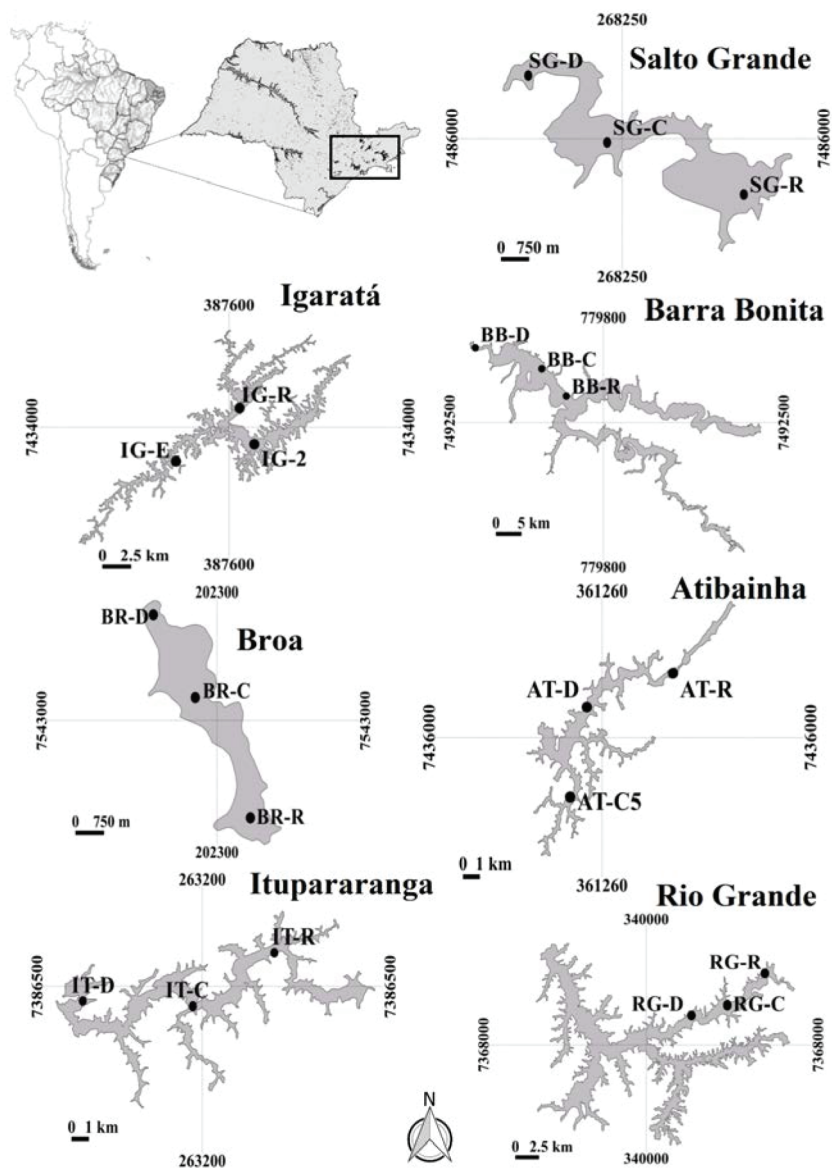 268250
Salto Grande
SG-D
SG-C
SG-R
7486000
7486000
0 750 m
268250
Igaratá
387600
IG-R
IG-E
IG-2
7434000
7434000
0 2.5 km
387600
Barra Bonita
779800
BB-D
BB-C
BB-R
7492500
7492500
0 5 km
779800
Broa
202300
BR-D
BR-C
BR-R
7543000
7543000
0 750 m
202300
Atibainha
361260
AT-D
AT-R
AT-C5
7436000
7436000
0 1 km
361260
Itupararanga
263200
IT-R
IT-D
IT-C
7386500
7386500
0 1 km
263200
N
Rio Grande
340000
RG-R
RG-D
RG-C
7368000
7368000
0 2.5 km
340000